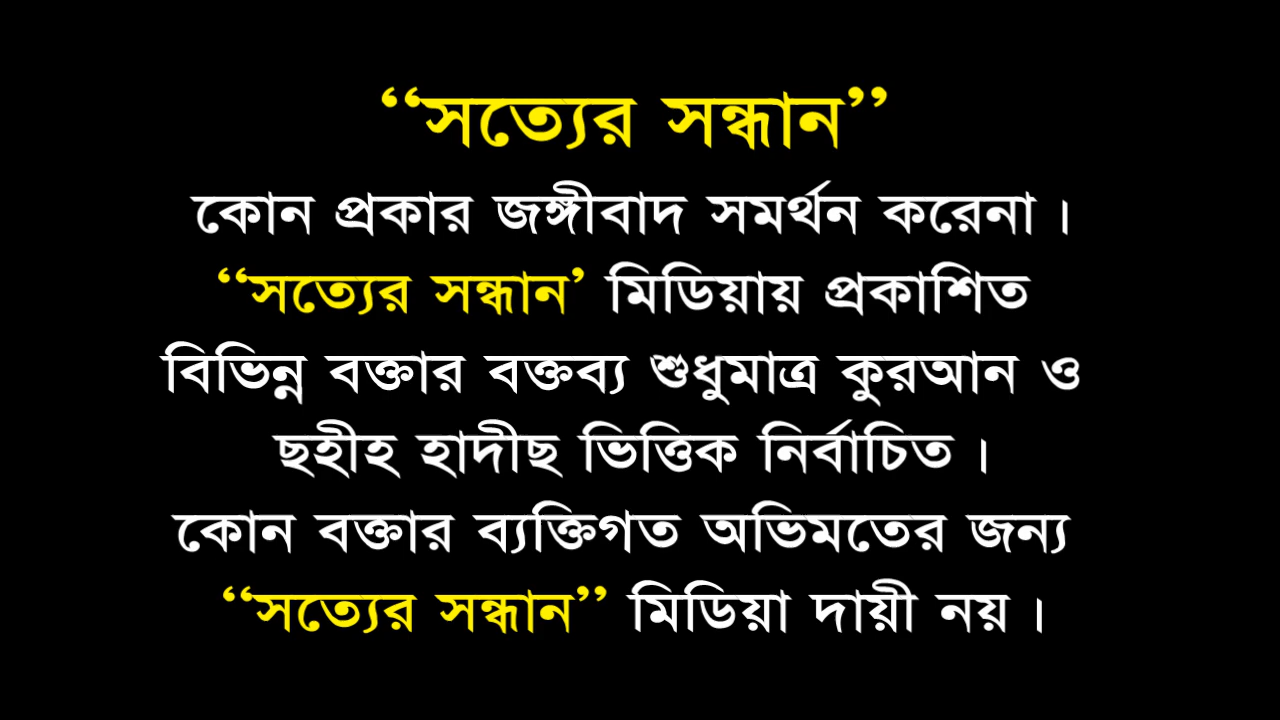 “সত্যের সন্ধান”
কোন প্রকার জঙ্গীবাদ সমর্থন করেনা।
“সত্যের সন্ধান’ মিডিয়ায় প্রকাশিত
বিভিন্ন বক্তার বক্তব্য শুধুমাত্র কুরআন ও
ছহীহ হাদীছ ভিত্তিক নির্বাচিত।
কোন বক্তার ব্যক্তিগত অভিমতের জন্য
“সত্যের সন্ধান” মিডিয়া দায়ী নয়।